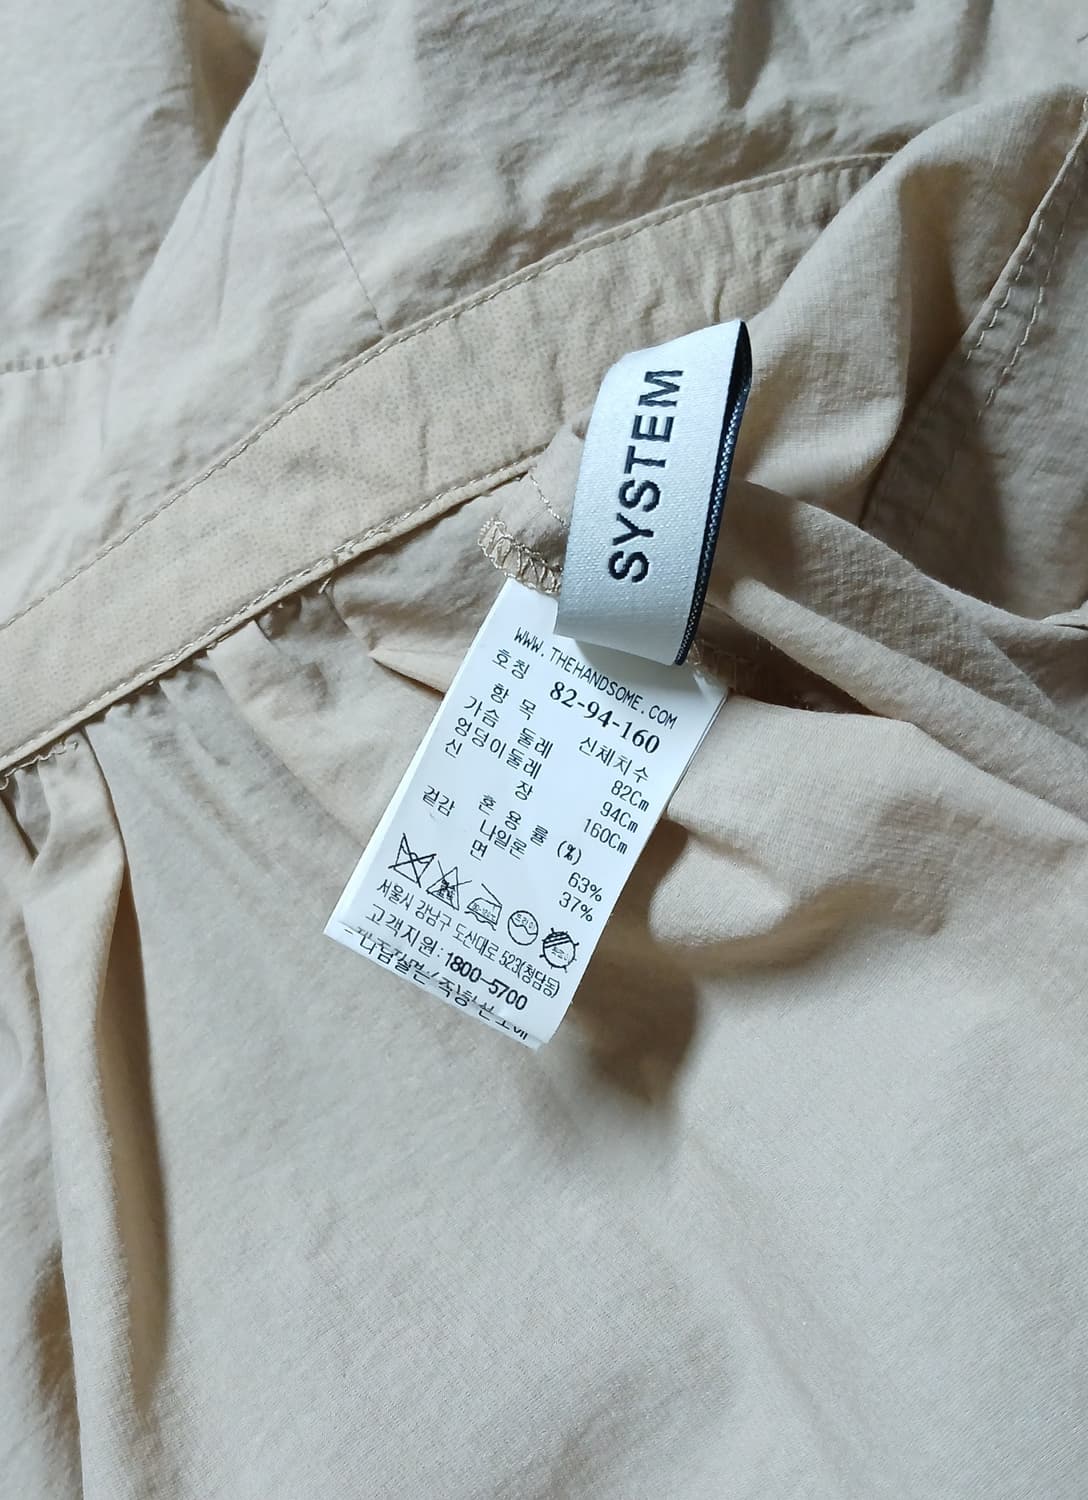 SYSTEM
WWW.THEHANDSOME.COM
호칭 82-94-160
항 목 신체치수
가슴 둘레 82Cm
엉덩이둘레 94Cm
신 장 160Cm
혼 용 률 (%)
겉감 나일론 63%
면 37%
서울시 강남구 도산대로 523(청담동)
고객지원: 1800-5700